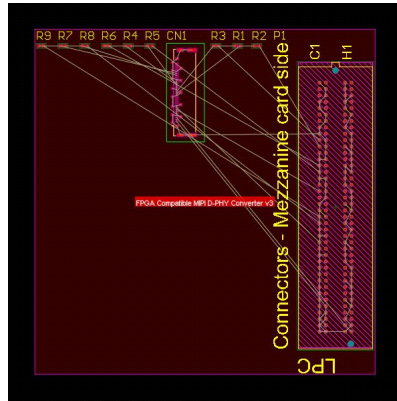 R9 R7 R8 R6 R4 R5 CN1 R3 R1 R2 P1
C1
H1
FPGA Compatible MIPI D-PHY Converter v3
Connectors - Mezzanine card side
LPC